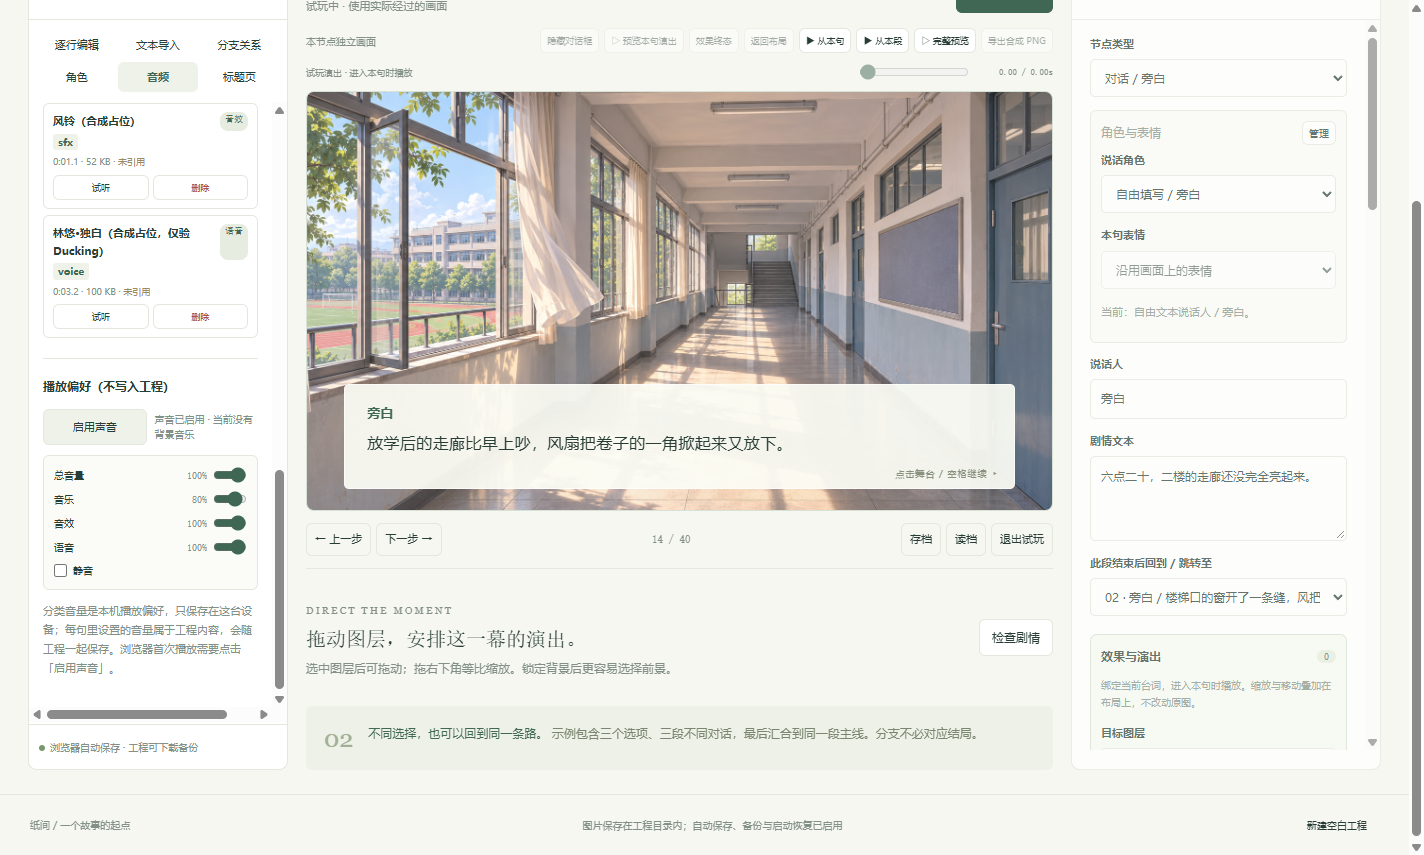 逐行编辑
文本导入
分支关系
角色
音频
标题页
风铃（合成占位）
音效
sfx
0:01.1 · 52 KB · 未引用
试听
删除
林悠·独白（合成占位，仅验
Ducking）
语音
voice
0:03.2 · 100 KB · 未引用
试听
删除
播放偏好（不写入工程）
启用声音
声音已启用 · 当前没有
背景音乐
总音量
100%
音乐
80%
音效
100%
语音
100%
静音
分类音量是本机播放偏好，只保存在这台设
备；每句里设置的音量属于工程内容，会随
工程一起保存。浏览器首次播放需要点击
「启用声音」。
浏览器自动保存 · 工程可下载备份
试玩中 · 使用实际经过的画面
本节点独立画面
隐藏对话框
▷ 预览本句演出
效果终态
返回布局
▶ 从本句
▶ 从本段
▷ 完整预览
导出合成 PNG
试玩演出 · 进入本句时播放
0.00 / 0.00s
旁白
放学后的走廊比早上吵，风扇把卷子的一角掀起来又放下。
点击舞台 / 空格继续
← 上一步
下一步 →
14 / 40
存档
读档
退出试玩
DIRECT THE MOMENT
拖动图层，安排这一幕的演出。
选中图层后可拖动；拖右下角等比缩放。锁定背景后更容易选择前景。
检查剧情
02
不同选择，也可以回到同一条路。 示例包含三个选项、三段不同对话，最后汇合到同一段主线。分支不必对应结局。
节点类型
对话 / 旁白
角色与表情
管理
说话角色
自由填写 / 旁白
本句表情
沿用画面上的表情
当前：自由文本说话人 / 旁白。
说话人
旁白
剧情文本
六点二十，二楼的走廊还没完全亮起来。
此段结束后回到 / 跳转至
02 · 旁白 / 楼梯口的窗开了一条缝，风把
效果与演出
0
绑定当前台词，进入本句时播放。缩放与移动叠加在
布局上，不改动原图。
目标图层
纸间 / 一个故事的起点
图片保存在工程目录内；自动保存、备份与启动恢复已启用
新建空白工程